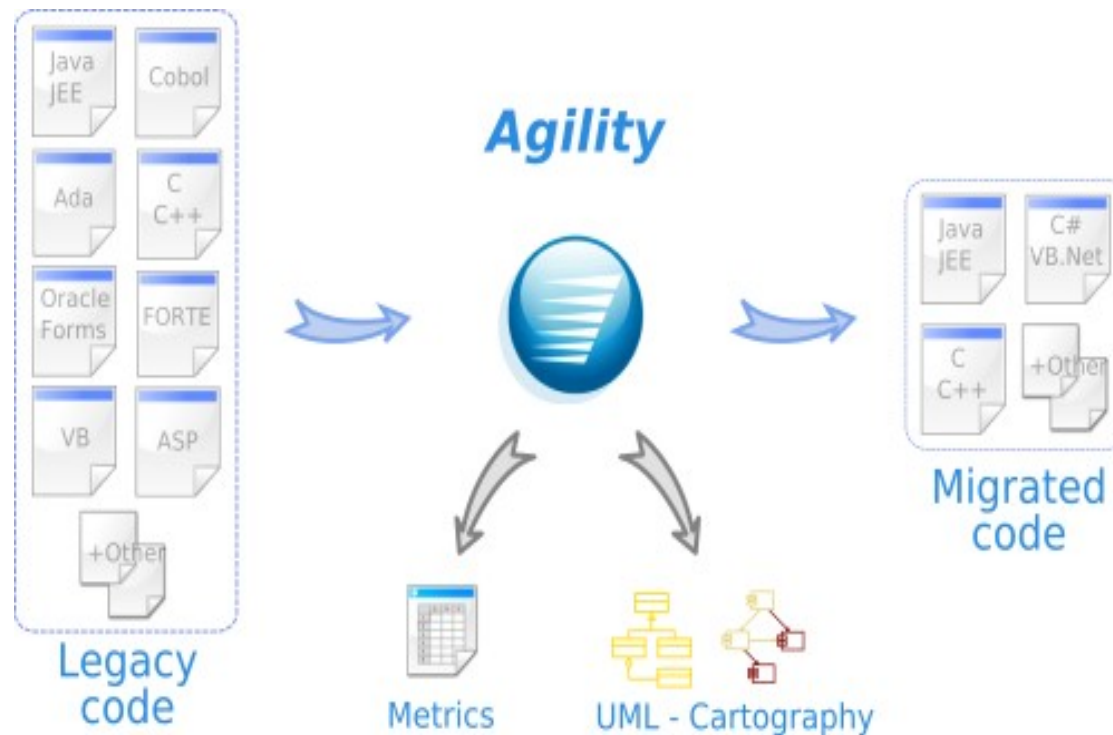 Java
JEE
Cobol
Ada
C
C++
Oracle
Forms
FORTE
VB
ASP
+Other
Legacy
code
Agility
Metrics
UML - Cartography
Java
JEE
C#
VB.Net
C
C++
+Other
Migrated
code